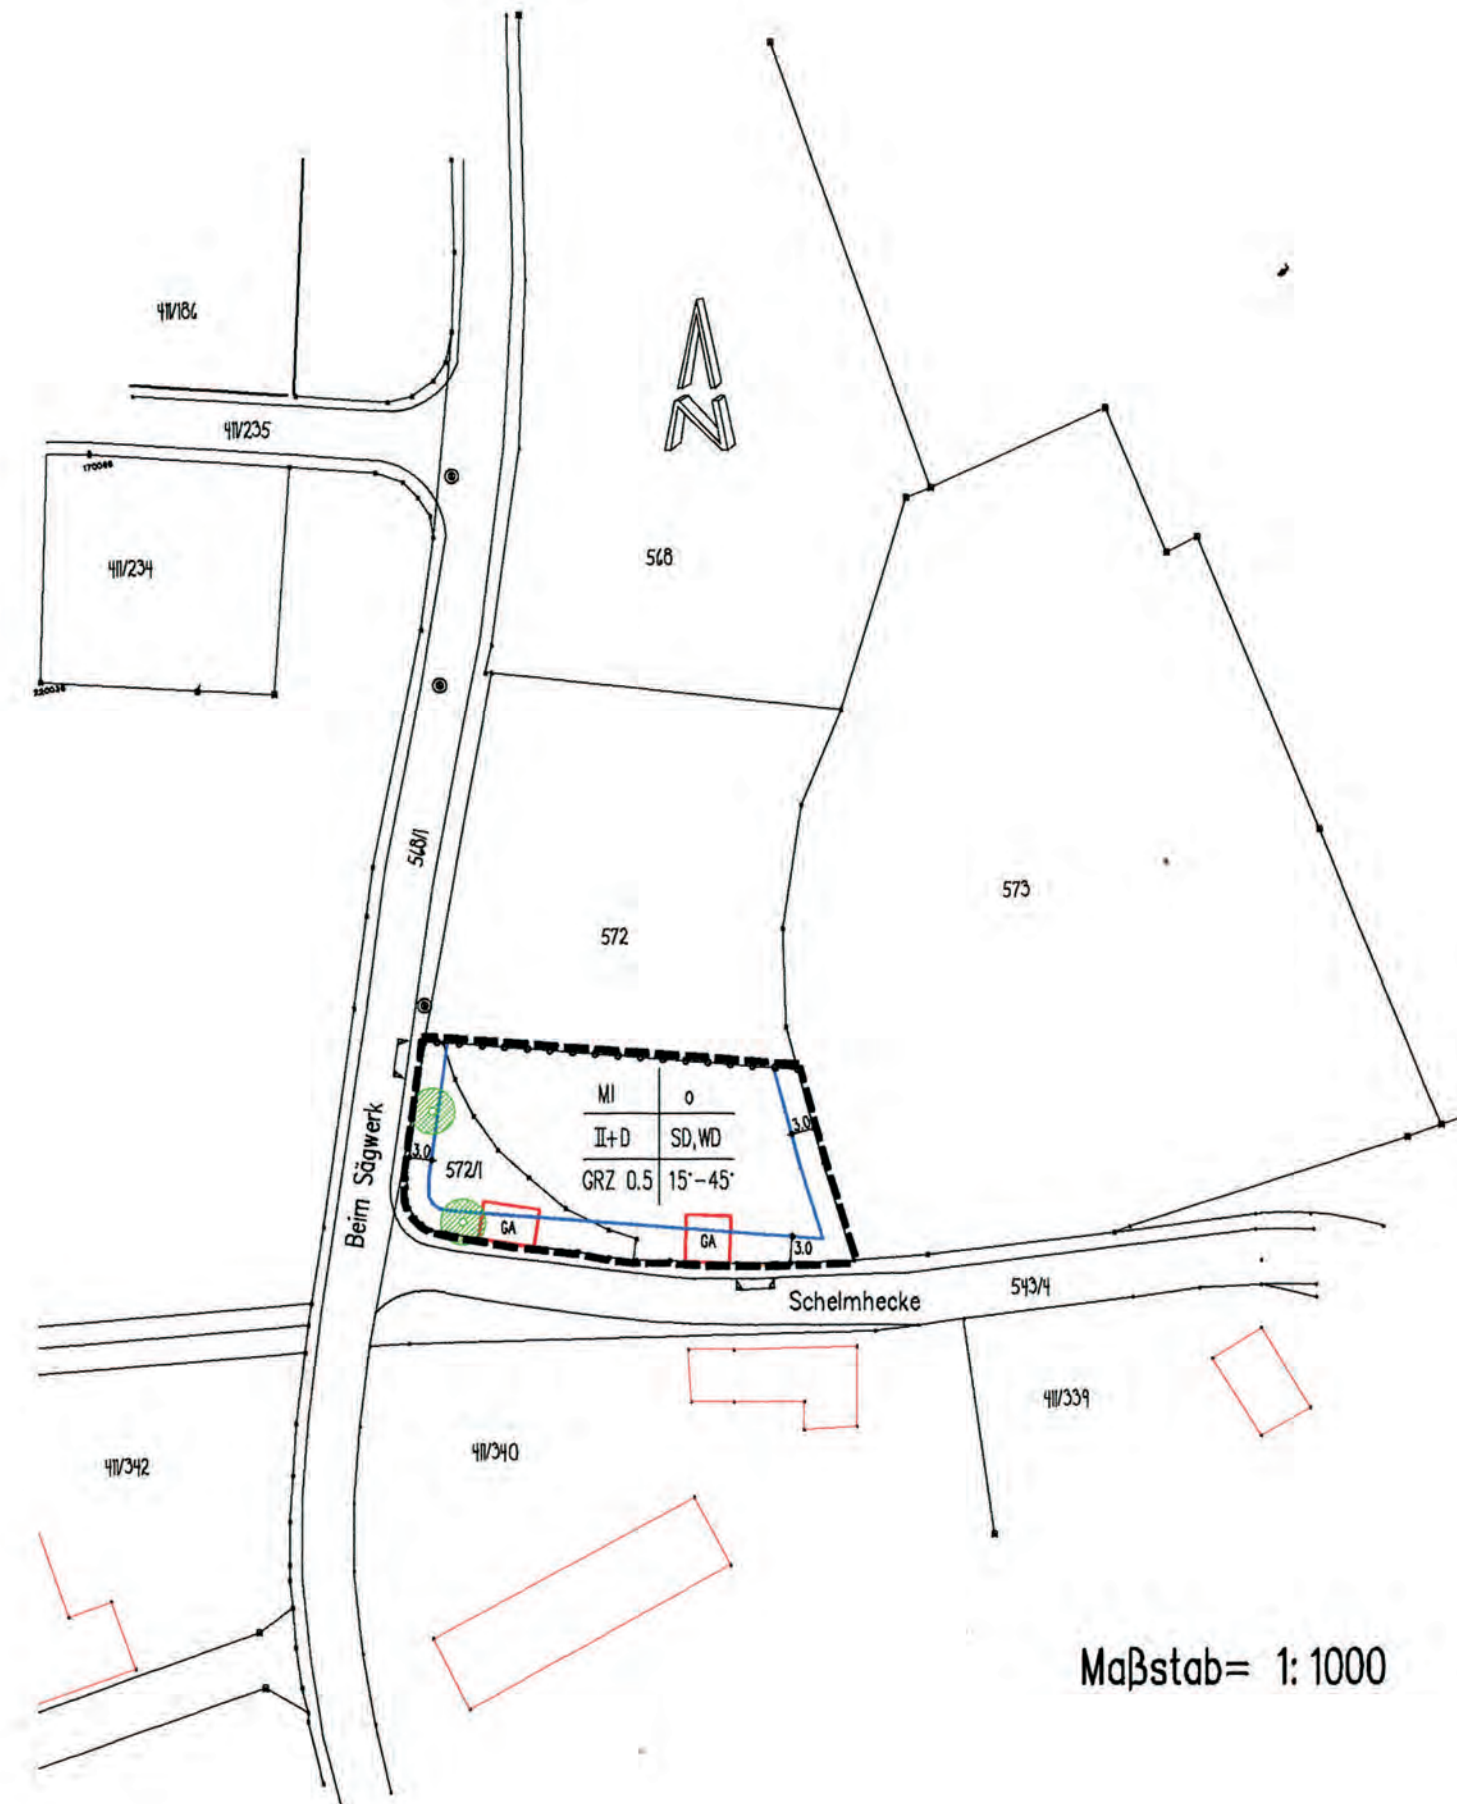 411/186
411/235
170086
N
411/234
568
220038
568/1
573
572
MI o
3.0
II+D SD,WD
3.0 572/1
GRZ 0.5 15°-45°
Beim Sägwerk
GA GA 3.0
543/4
Schelmhecke
411/339
411/340
411/342
Maßstab= 1:1000